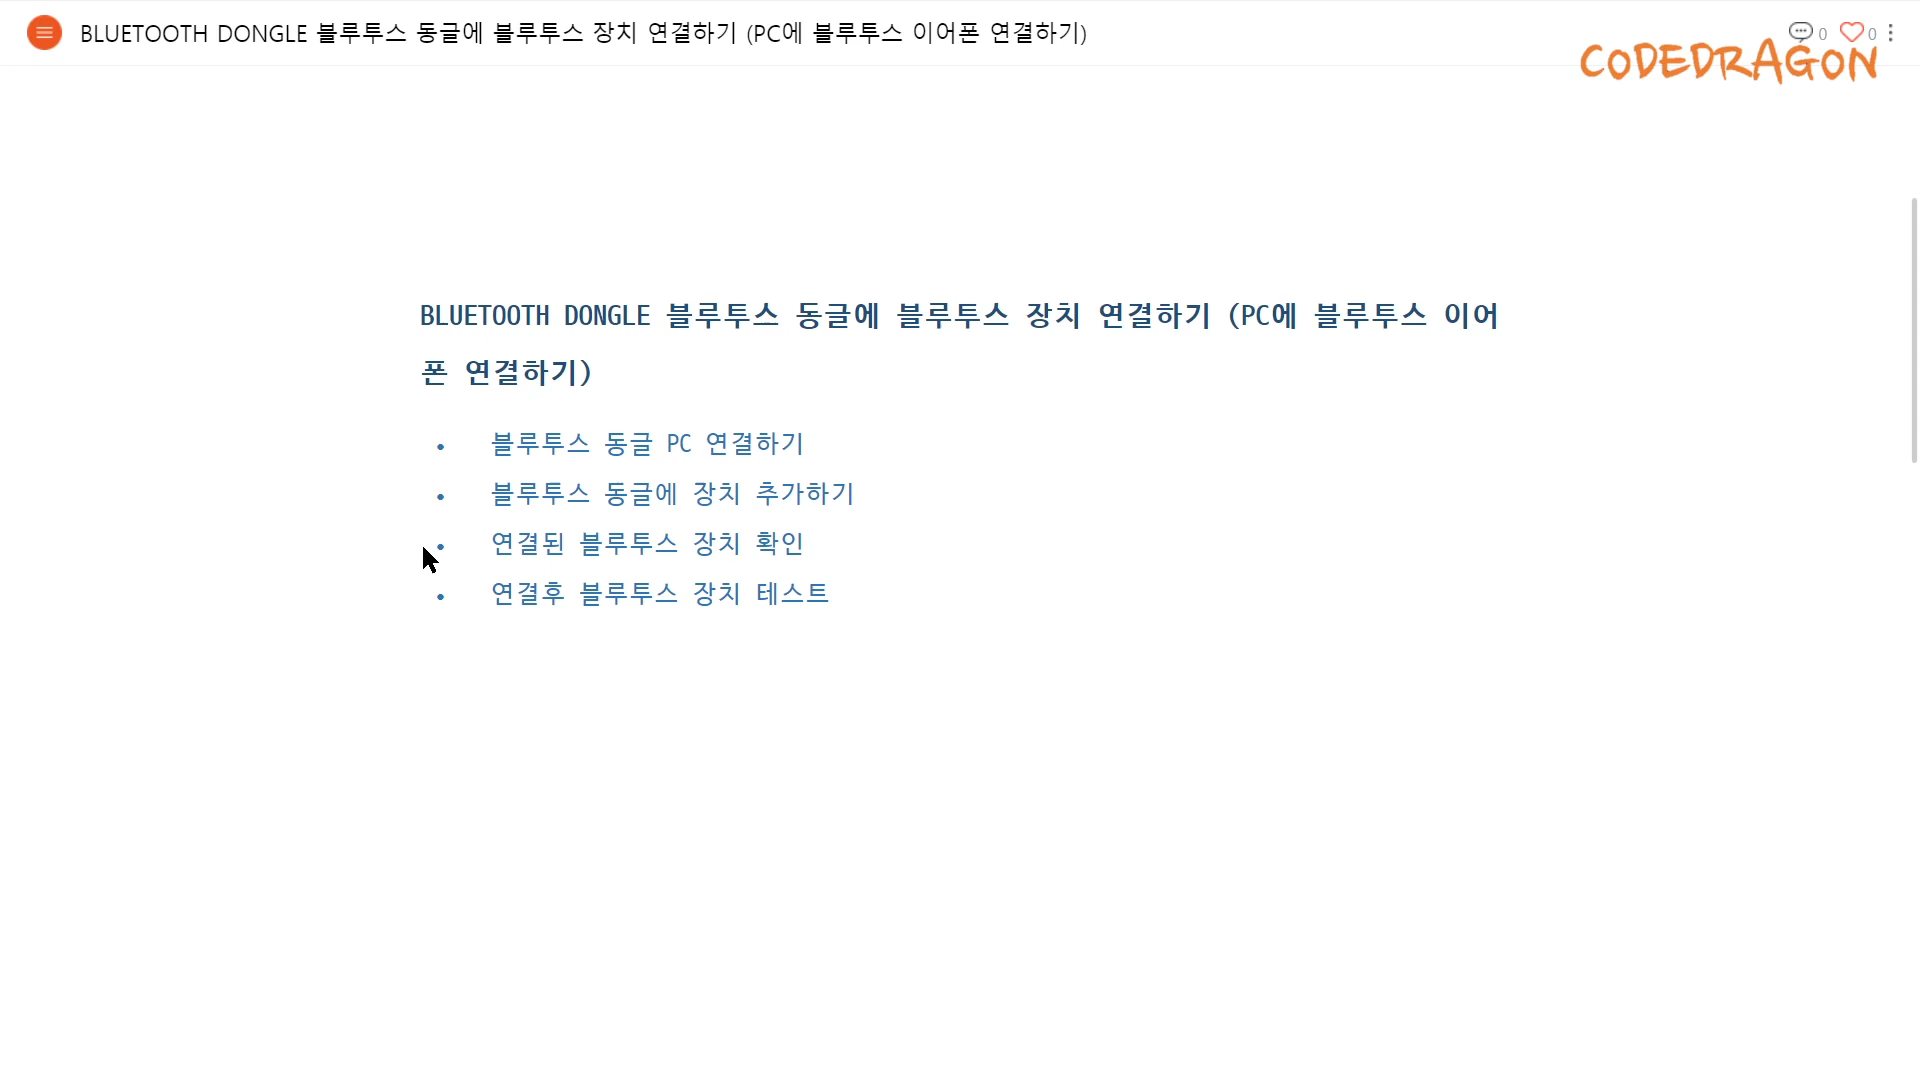 BLUETOOTH DONGLE 블루투스 동글에 블루투스 장치 연결하기 (PC에 블루투스 이어폰 연결하기)
0 0
CODEDRAGON
BLUETOOTH DONGLE 블루투스 동글에 블루투스 장치 연결하기 (PC에 블루투스 이어
폰 연결하기)
• 블루투스 동글 PC 연결하기
• 블루투스 동글에 장치 추가하기
• 연결된 블루투스 장치 확인
• 연결후 블루투스 장치 테스트